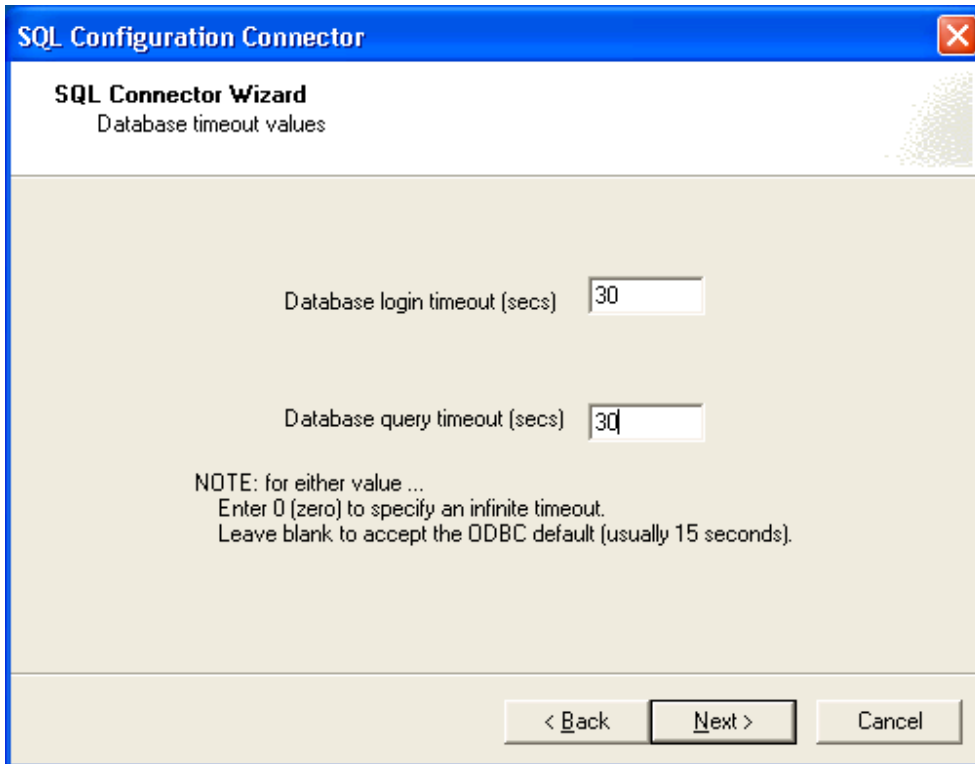 SQL Configuration Connector
SQL Connector Wizard
Database timeout values
Database login timeout (secs) 30
Database query timeout (secs) 30
NOTE: for either value ...
Enter 0 (zero) to specify an infinite timeout.
Leave blank to accept the ODBC default (usually 15 seconds).
< Back Next > Cancel